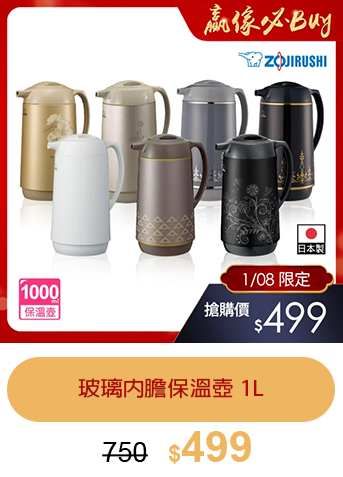 赢像必Buy
ZOJIRUSHI
日本製
1000
ml
保溫壺
1/08 限定
搶購價
$499
玻璃內膽保溫壺 1L
750 $499